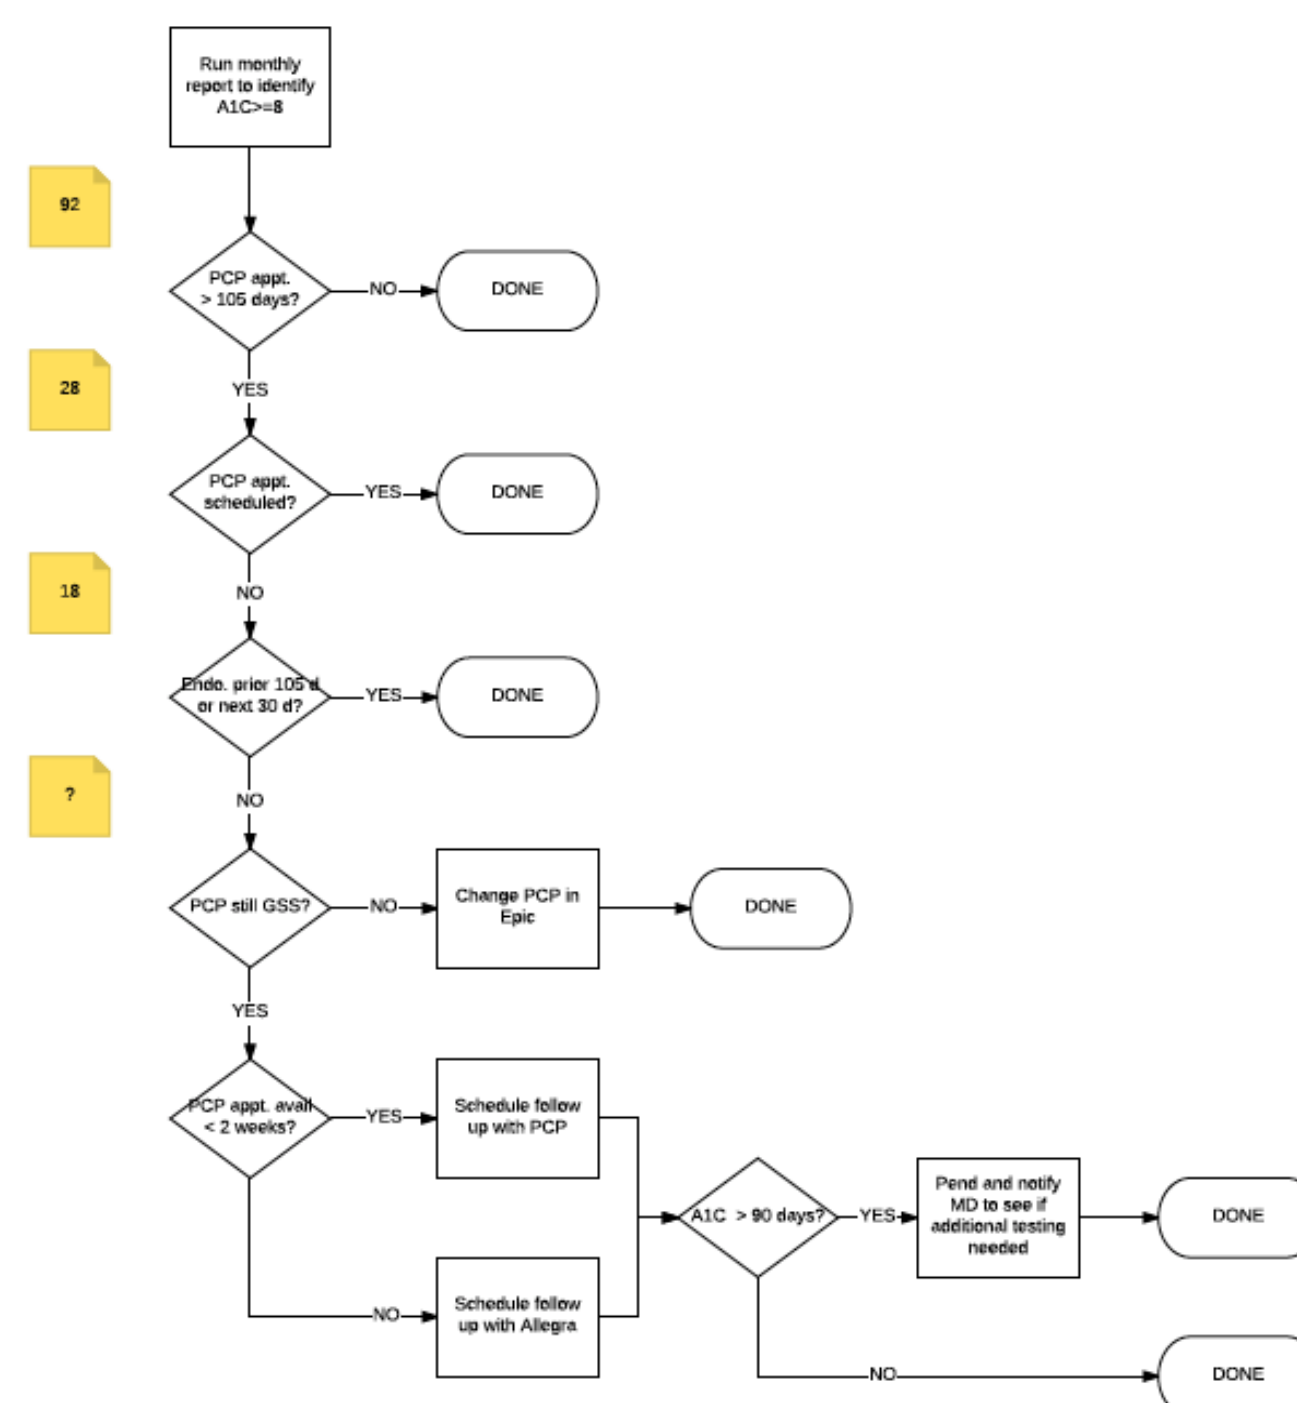 Run monthly
report to identify
A1C>=8
92
PCP appt.
> 105 days?
NO
DONE
28
YES
PCP appt.
scheduled?
YES
DONE
18
NO
Endo. prior 105 d
or next 30 d?
YES
DONE
?
NO
PCP still GSS?
NO
Change PCP in
Epic
DONE
YES
PCP appt. avail
< 2 weeks?
YES
Schedule follow
up with PCP
A1C > 90 days?
YES
Pend and notify
MD to see if
additional testing
needed
DONE
NO
Schedule follow
up with Allegra
NO
DONE